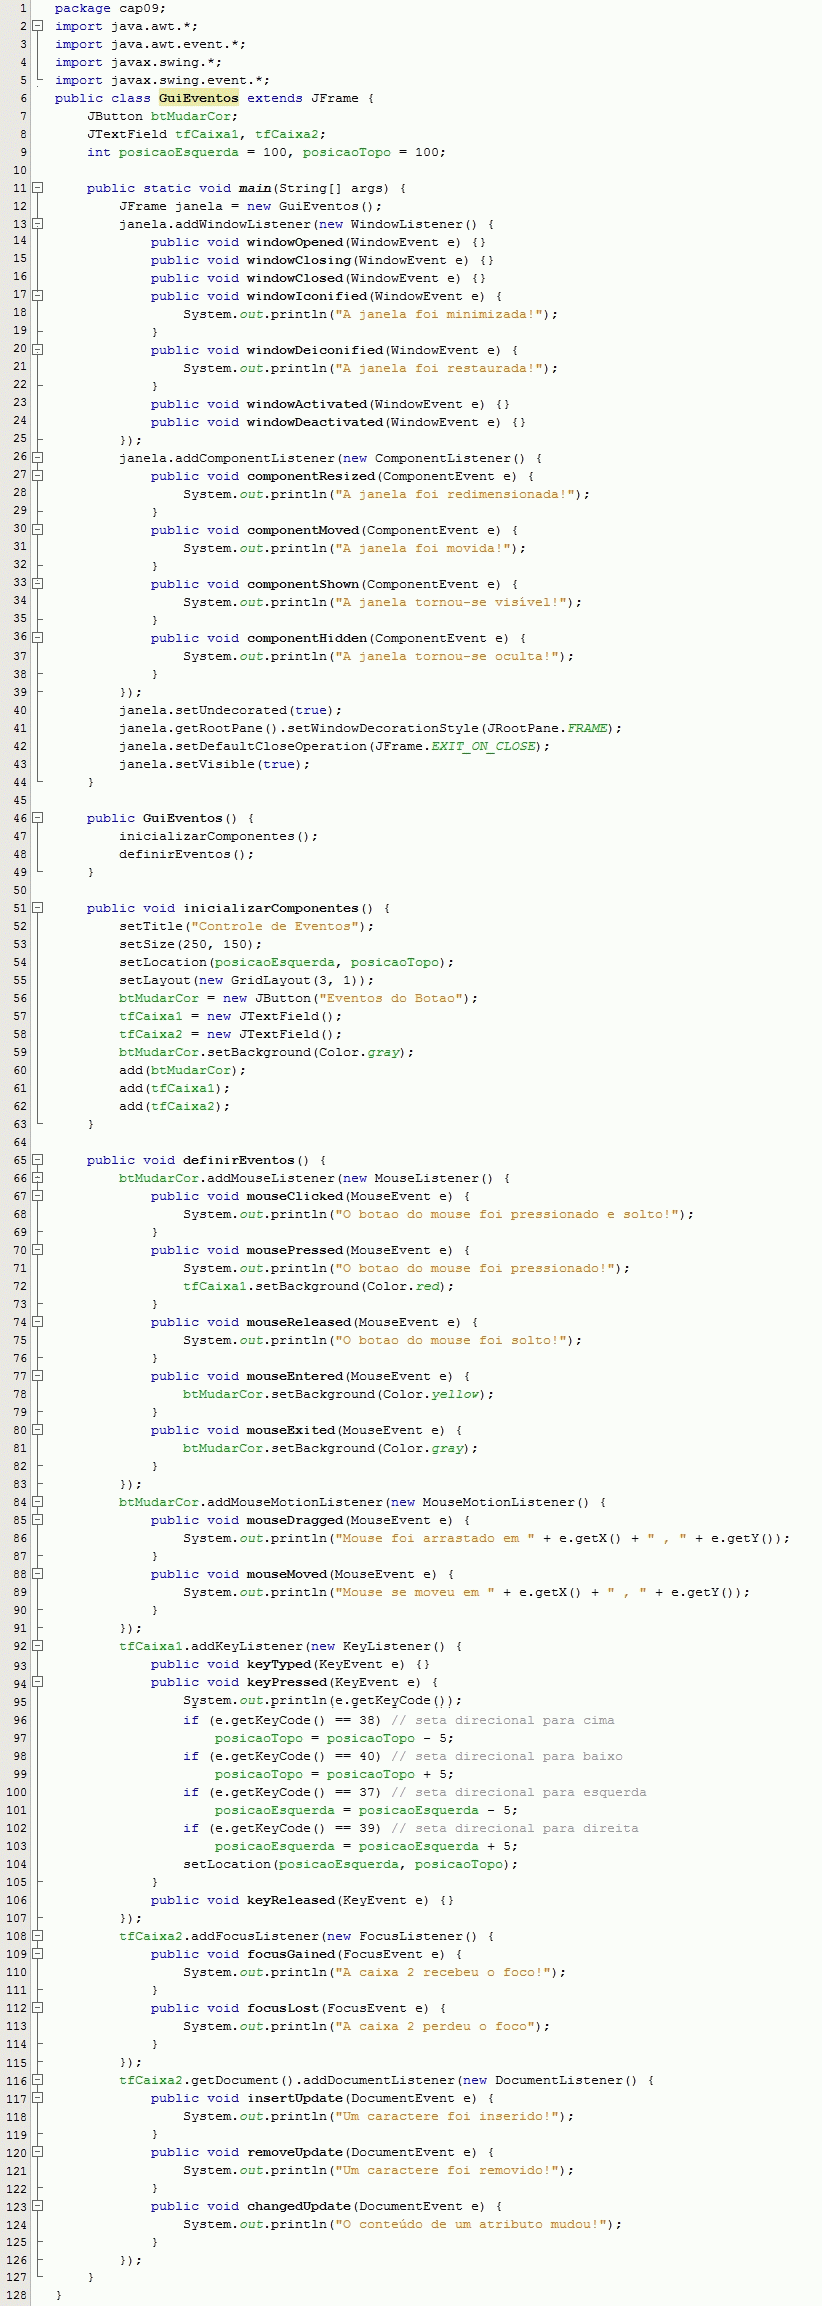 1 package cap09;
2 import java.awt.*;
3 import java.awt.event.*;
4 import javax.swing.*;
5 import javax.swing.event.*;
6 public class GuiEventos extends JFrame {
7 JButton btMudarCor;
8 JTextField tfCaixa1, tfCaixa2;
9 int posicaoEsquerda = 100, posicaoTopo = 100;
10
11 public static void main(String[] args) {
12 JFrame janela = new GuiEventos();
13 janela.addWindowListener(new WindowListener() {
14 public void windowOpened(WindowEvent e) {}
15 public void windowClosing(WindowEvent e) {}
16 public void windowClosed(WindowEvent e) {}
17 public void windowIconified(WindowEvent e) {
18 System.out.println("A janela foi minimizada!");
19 }
20 public void windowDeiconified(WindowEvent e) {
21 System.out.println("A janela foi restaurada!");
22 }
23 public void windowActivated(WindowEvent e) {}
24 public void windowDeactivated(WindowEvent e) {}
25 });
26 janela.addComponentListener(new ComponentListener() {
27 public void componentResized(ComponentEvent e) {
28 System.out.println("A janela foi redimensionada!");
29 }
30 public void componentMoved(ComponentEvent e) {
31 System.out.println("A janela foi movida!");
32 }
33 public void componentShown(ComponentEvent e) {
34 System.out.println("A janela tornou-se visível!");
35 }
36 public void componentHidden(ComponentEvent e) {
37 System.out.println("A janela tornou-se oculta!");
38 }
39 });
40 janela.setUndecorated(true);
41 janela.getRootPane().setWindowDecorationStyle(JRootPane.FRAME);
42 janela.setDefaultCloseOperation(JFrame.EXIT_ON_CLOSE);
43 janela.setVisible(true);
44 }
45
46 public GuiEventos() {
47 inicializarComponentes();
48 definirEventos();
49 }
50
51 public void inicializarComponentes() {
52 setTitle("Controle de Eventos");
53 setSize(250, 150);
54 setLocation(posicaoEsquerda, posicaoTopo);
55 setLayout(new GridLayout(3, 1));
56 btMudarCor = new JButton("Eventos do Botao");
57 tfCaixa1 = new JTextField();
58 tfCaixa2 = new JTextField();
59 btMudarCor.setBackground(Color.gray);
60 add(btMudarCor);
61 add(tfCaixa1);
62 add(tfCaixa2);
63 }
64
65 public void definirEventos() {
66 btMudarCor.addMouseListener(new MouseListener() {
67 public void mouseClicked(MouseEvent e) {
68 System.out.println("O botao do mouse foi pressionado e solto!");
69 }
70 public void mousePressed(MouseEvent e) {
71 System.out.println("O botao do mouse foi pressionado!");
72 tfCaixa1.setBackground(Color.red);
73 }
74 public void mouseReleased(MouseEvent e) {
75 System.out.println("O botao do mouse foi solto!");
76 }
77 public void mouseEntered(MouseEvent e) {
78 btMudarCor.setBackground(Color.yellow);
79 }
80 public void mouseExited(MouseEvent e) {
81 btMudarCor.setBackground(Color.gray);
82 }
83 });
84 btMudarCor.addMouseMotionListener(new MouseMotionListener() {
85 public void mouseDragged(MouseEvent e) {
86 System.out.println("Mouse foi arrastado em " + e.getX() + " , " + e.getY());
87 }
88 public void mouseMoved(MouseEvent e) {
89 System.out.println("Mouse se moveu em " + e.getX() + " , " + e.getY());
90 }
91 });
92 tfCaixa1.addKeyListener(new KeyListener() {
93 public void keyTyped(KeyEvent e) {}
94 public void keyPressed(KeyEvent e) {
95 System.out.println(e.getKeyCode());
96 if (e.getKeyCode() == 38) // seta direcional para cima
97 posicaoTopo = posicaoTopo - 5;
98 if (e.getKeyCode() == 40) // seta direcional para baixo
99 posicaoTopo = posicaoTopo + 5;
100 if (e.getKeyCode() == 37) // seta direcional para esquerda
101 posicaoEsquerda = posicaoEsquerda - 5;
102 if (e.getKeyCode() == 39) // seta direcional para direita
103 posicaoEsquerda = posicaoEsquerda + 5;
104 setLocation(posicaoEsquerda, posicaoTopo);
105 }
106 public void keyReleased(KeyEvent e) {}
107 });
108 tfCaixa2.addFocusListener(new FocusListener() {
109 public void focusGained(FocusEvent e) {
110 System.out.println("A caixa 2 recebeu o foco!");
111 }
112 public void focusLost(FocusEvent e) {
113 System.out.println("A caixa 2 perdeu o foco");
114 }
115 });
116 tfCaixa2.getDocument().addDocumentListener(new DocumentListener() {
117 public void insertUpdate(DocumentEvent e) {
118 System.out.println("Um caractere foi inserido!");
119 }
120 public void removeUpdate(DocumentEvent e) {
121 System.out.println("Um caractere foi removido!");
122 }
123 public void changedUpdate(DocumentEvent e) {
124 System.out.println("O conteúdo de um atributo mudou!");
125 }
126 });
127 }
128 }